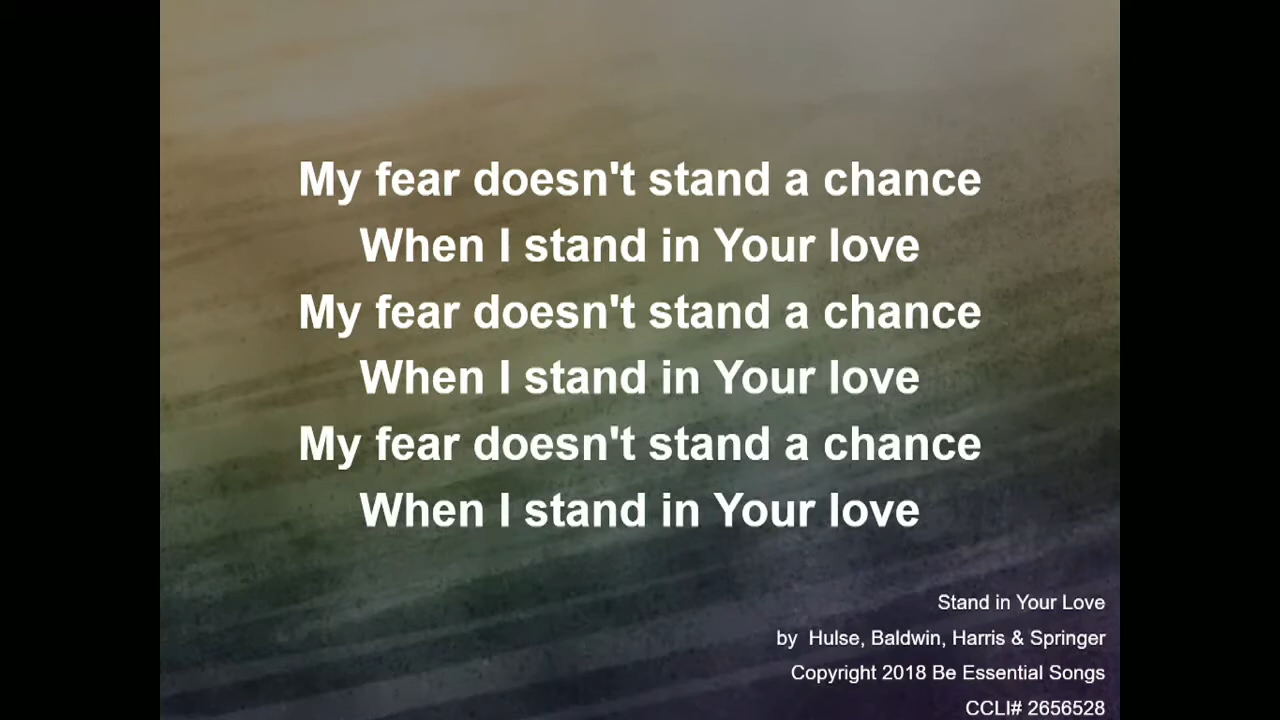 My fear doesn't stand a chance
When I stand in Your love
My fear doesn't stand a chance
When I stand in Your love
My fear doesn't stand a chance
When I stand in Your love
Stand in Your Love
by  Hulse, Baldwin, Harris & Springer
Copyright 2018 Be Essential Songs
CCLI# 2656528